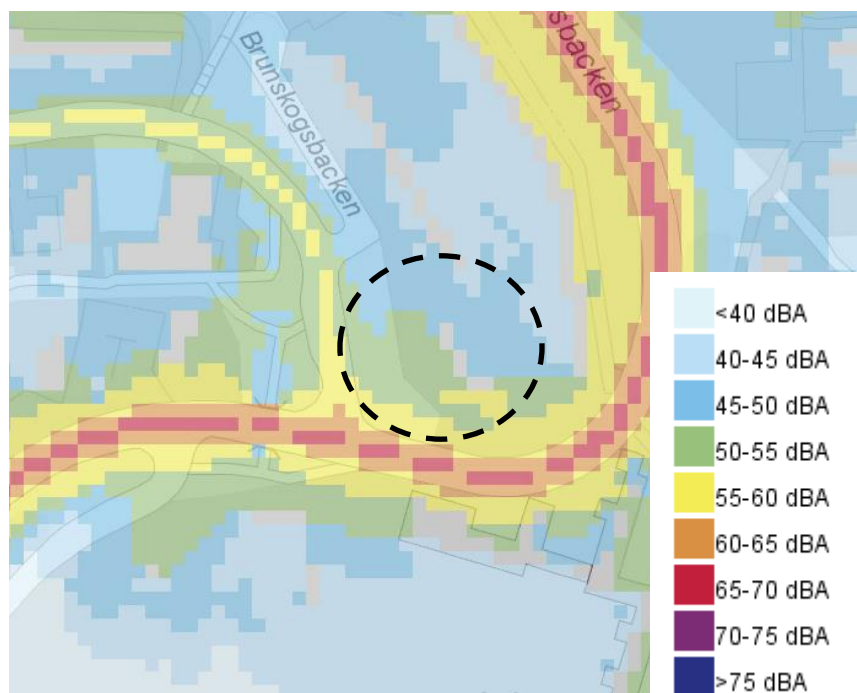 Brunskogsbacken
sbacken
<40 dBA
40-45 dBA
45-50 dBA
50-55 dBA
55-60 dBA
60-65 dBA
65-70 dBA
70-75 dBA
>75 dBA